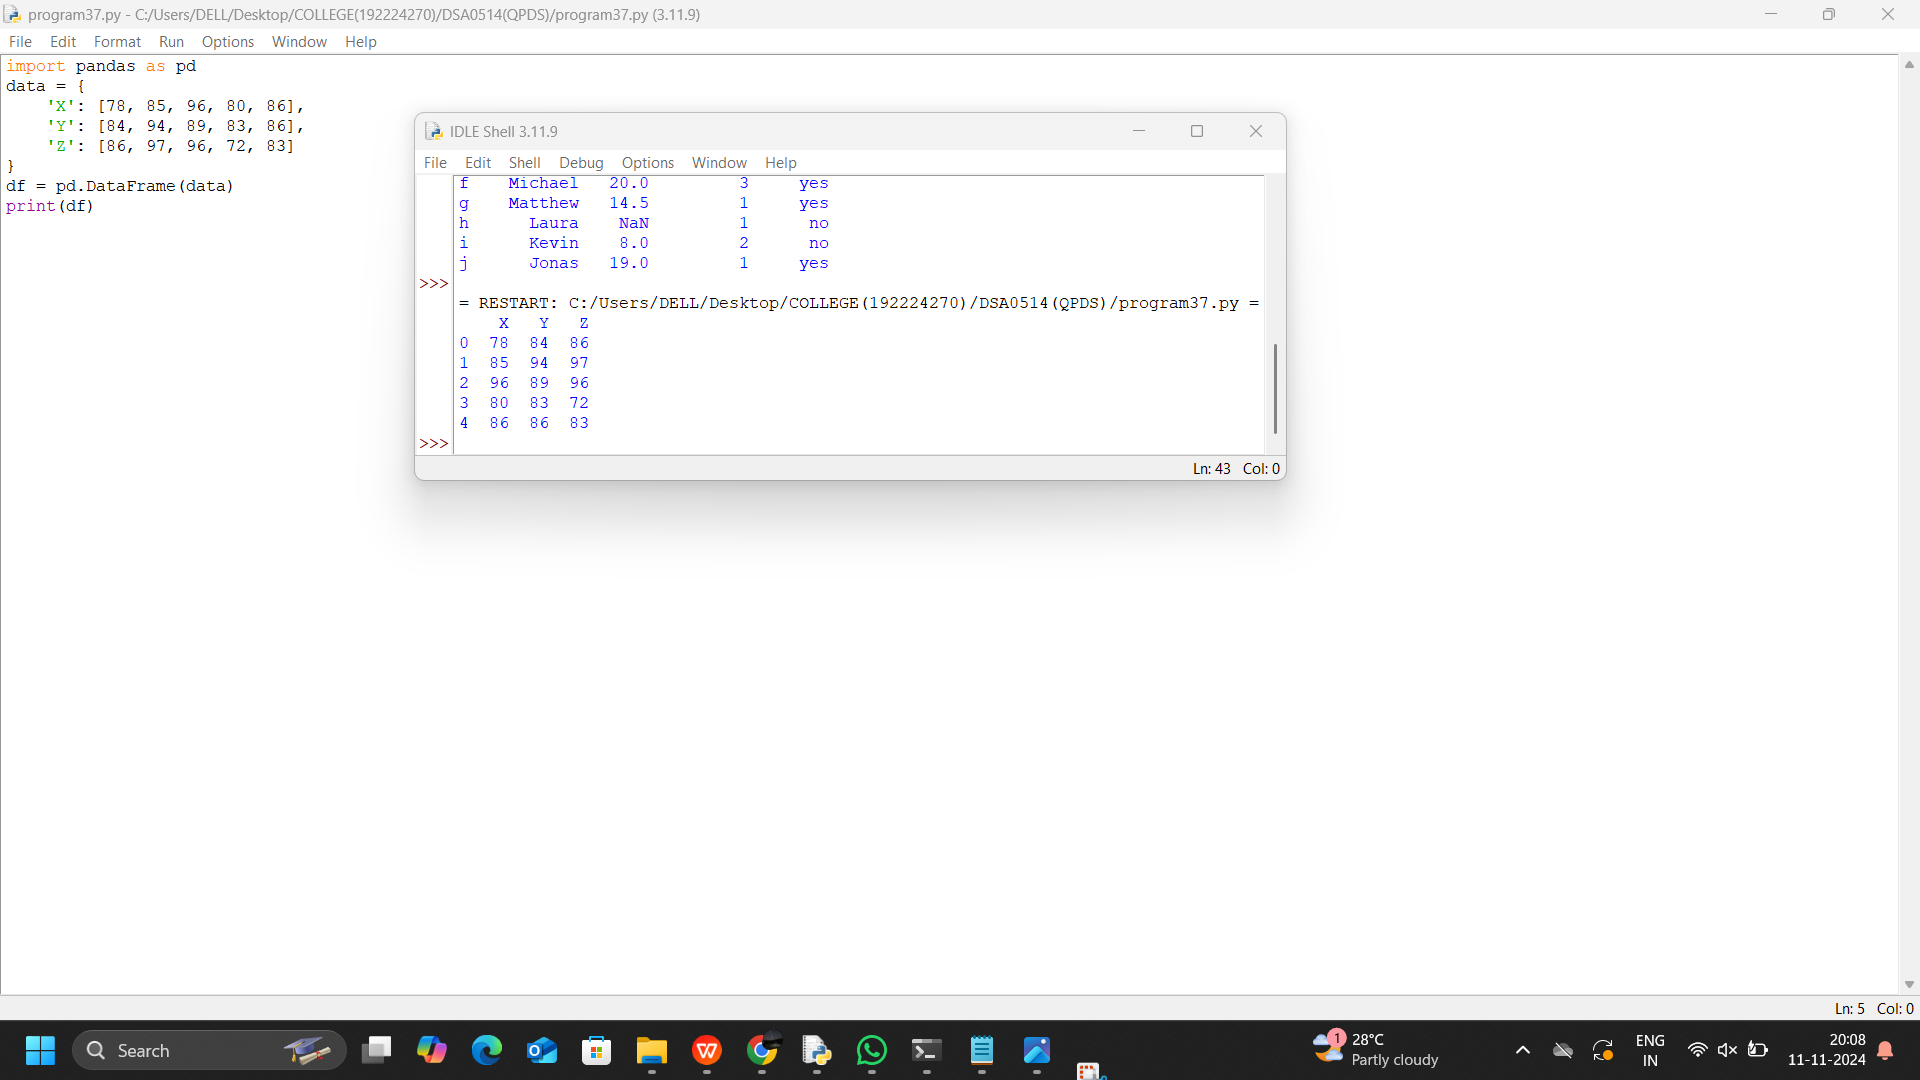 program37.py - C:/Users/DELL/Desktop/COLLEGE(192224270)/DSA0514(QPDS)/program37.py (3.11.9)
File Edit Format Run Options Window Help
import pandas as pd
data = {
    'X': [78, 85, 96, 80, 86],
    'Y': [84, 94, 89, 83, 86],
    'Z': [86, 97, 96, 72, 83]
}
df = pd.DataFrame(data)
print(df)
IDLE Shell 3.11.9
File Edit Shell Debug Options Window Help
f    Michael   20.0         3     yes
g    Matthew   14.5         1     yes
h      Laura    NaN         1      no
i      Kevin    8.0         2      no
j      Jonas   19.0         1     yes
>>>
= RESTART: C:/Users/DELL/Desktop/COLLEGE(192224270)/DSA0514(QPDS)/program37.py =
    X   Y   Z
0  78  84  86
1  85  94  97
2  96  89  96
3  80  83  72
4  86  86  83
>>>
Ln: 43 Col: 0
Ln: 5 Col: 0
Search
W
1
28°C
Partly cloudy
ENG
IN
20:08
11-11-2024